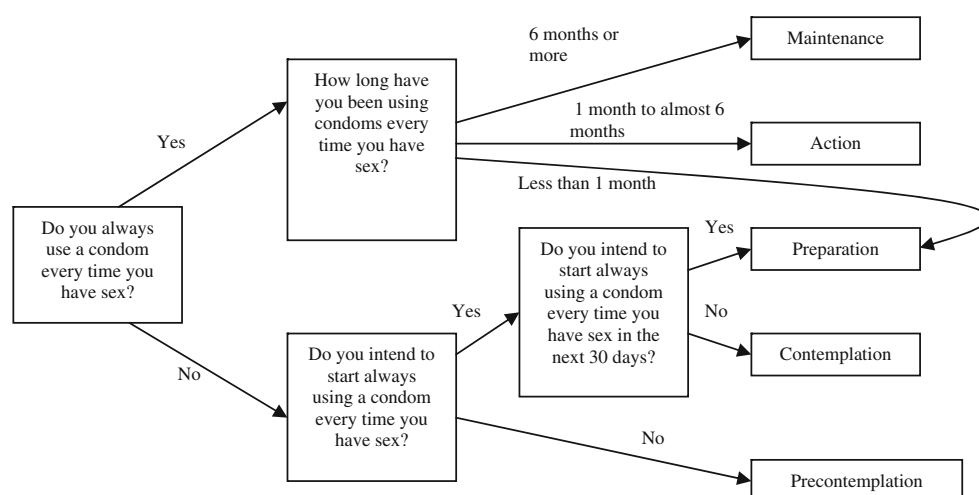 6 months or
more
Maintenance
How long have
you been using
condoms every
time you have
sex?
1 month to almost 6
months
Action
Yes
Less than 1 month
Do you always
use a condom
every time you
have sex?
Do you intend to
start always
using a condom
every time you
have sex in the
next 30 days?
Yes
Preparation
Yes
No
Contemplation
No
Do you intend to
start always
using a condom
every time you
have sex?
No
Precontemplation